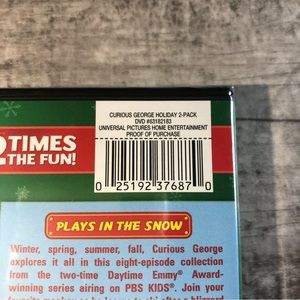 CURIOUS GEORGE HOLIDAY 2-PACK
DVD #63182183
UNIVERSAL PICTURES HOME ENTERTAINMENT
PROOF OF PURCHASE
2 TIMES
THE FUN!
0 25192 37687 0
PLAYS IN THE SNOW
Winter, spring, summer, fall, Curious George
explores it all in this eight-episode collection
from the two-time Daytime Emmy® Award-
winning series airing on PBS KIDS®. Join your